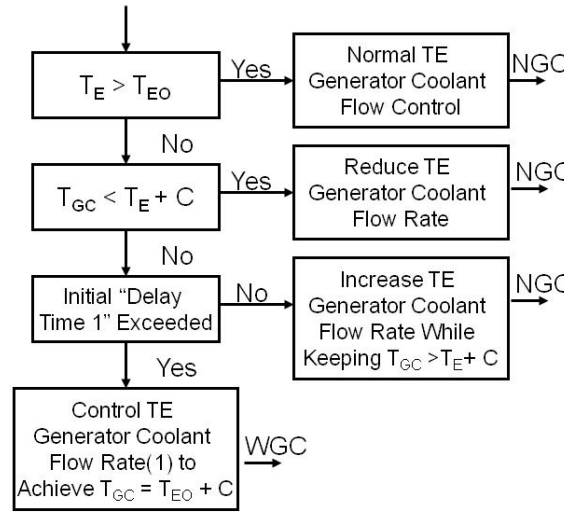 T_E > T_EO
Yes
Normal TE
Generator Coolant
Flow Control
NGC
No
T_GC < T_E + C
Yes
Reduce TE
Generator Coolant
Flow Rate
NGC
No
Initial “Delay
Time 1” Exceeded
No
Increase TE
Generator Coolant
Flow Rate While
Keeping T_GC >T_E+ C
NGC
Yes
Control TE
Generator Coolant
Flow Rate(1) to
Achieve T_GC = T_EO + C
WGC